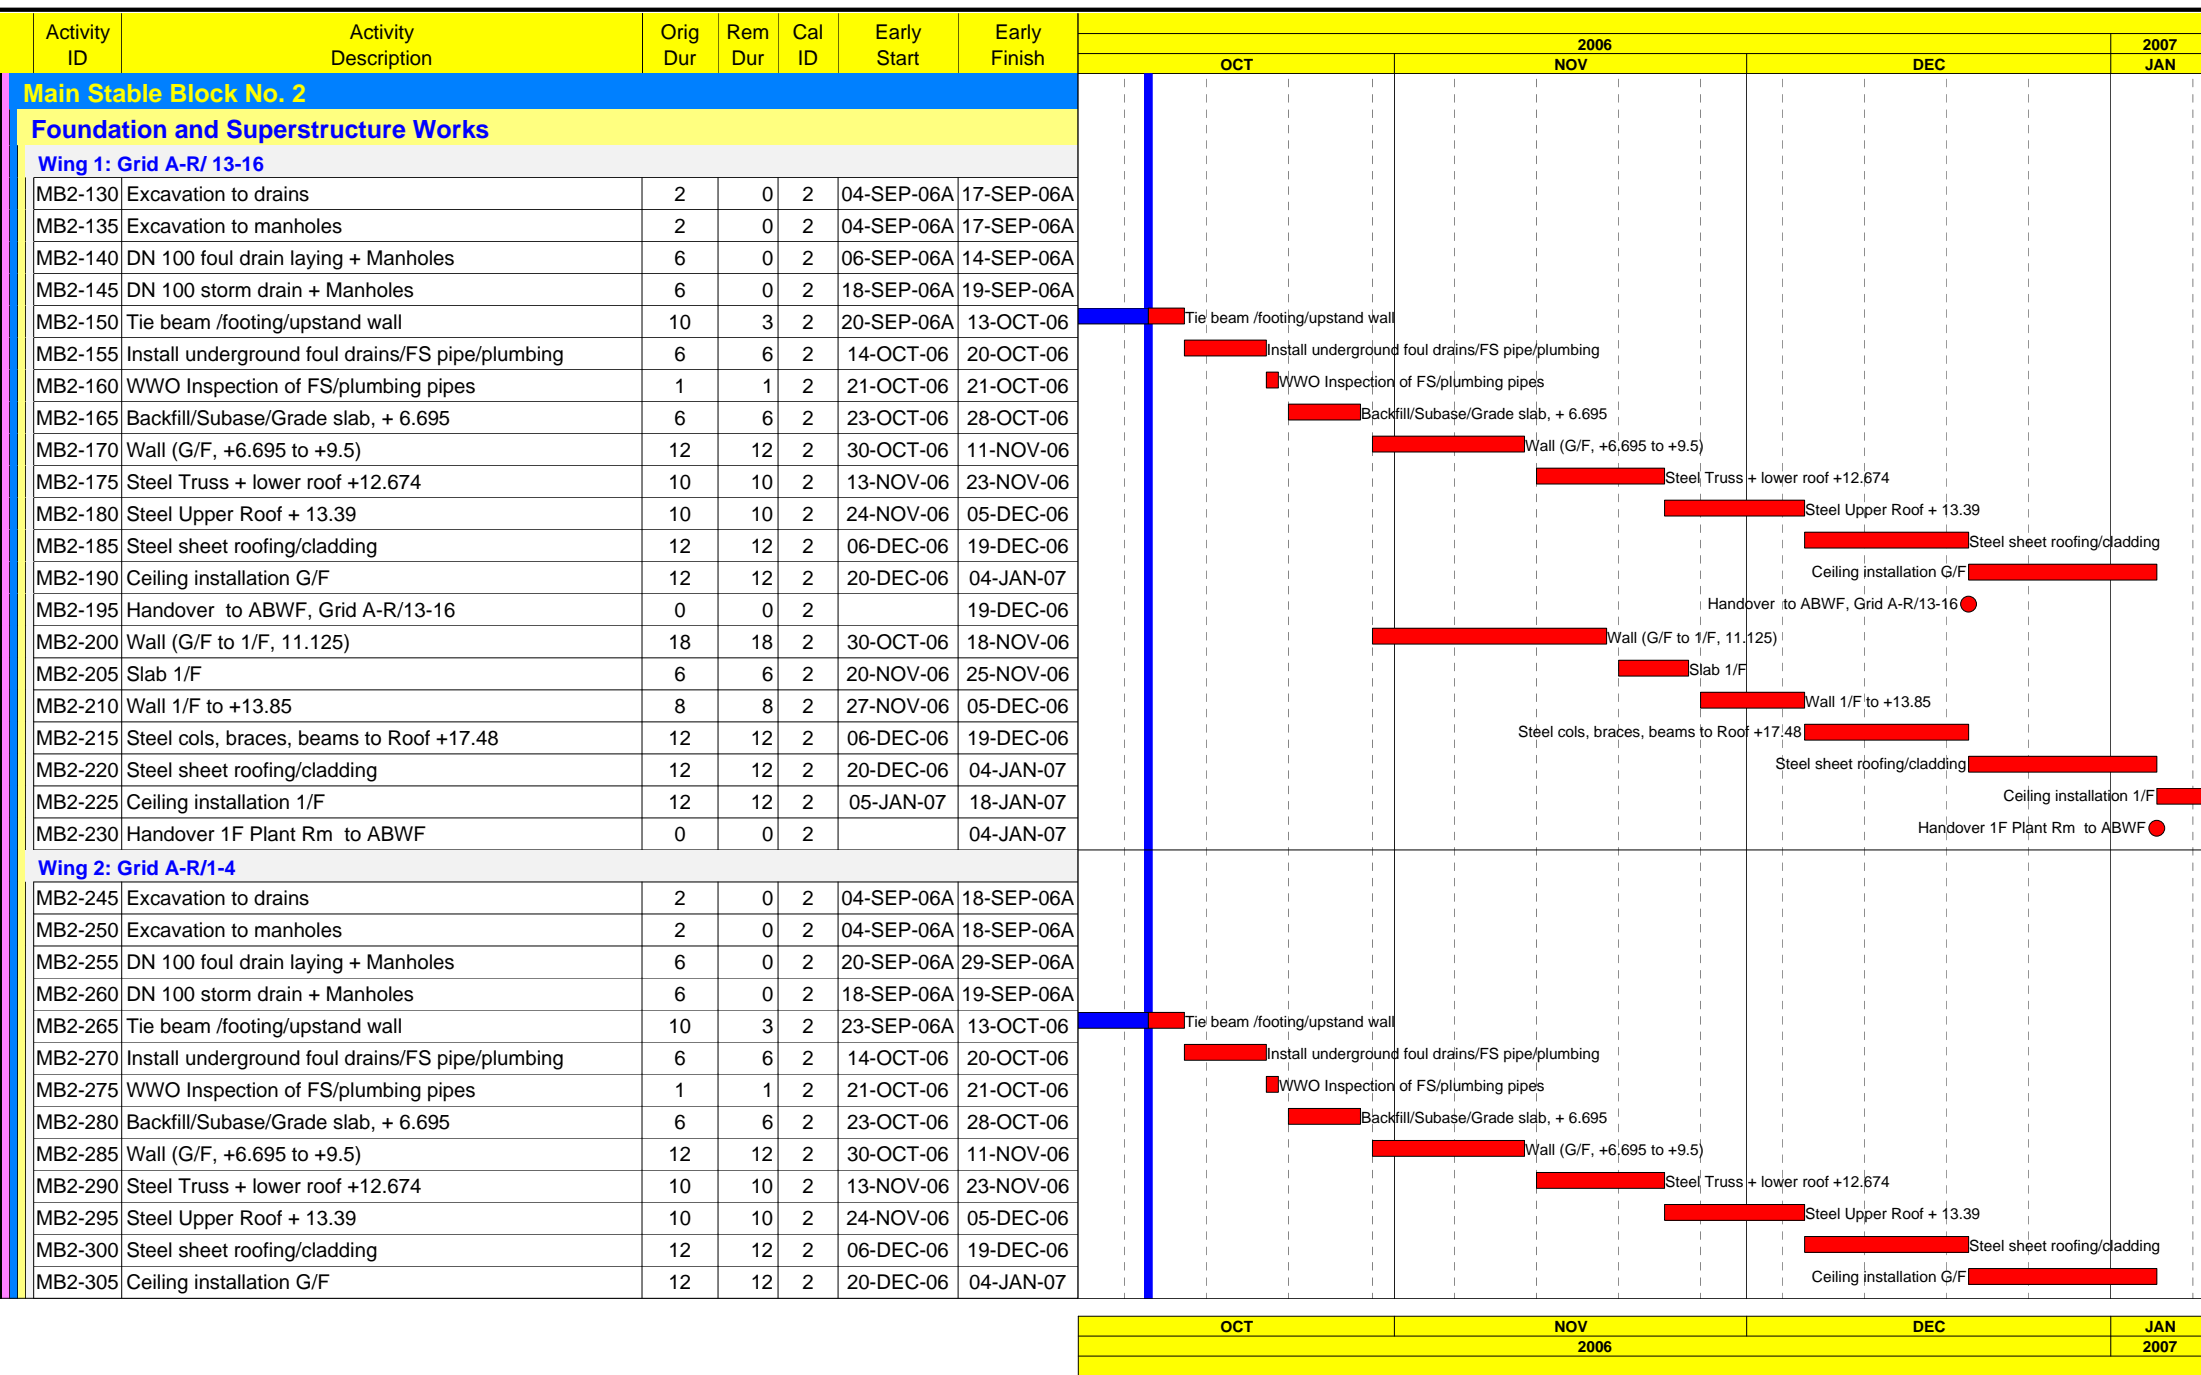 Activity ID Activity Description Orig Dur Rem Dur Cal ID Early Start Early Finish
2006 2007
OCT NOV DEC JAN
Main Stable Block No. 2
Foundation and Superstructure Works
Wing 1: Grid A-R/ 13-16
MB2-130 Excavation to drains 2 0 2 04-SEP-06A 17-SEP-06A
MB2-135 Excavation to manholes 2 0 2 04-SEP-06A 17-SEP-06A
MB2-140 DN 100 foul drain laying + Manholes 6 0 2 06-SEP-06A 14-SEP-06A
MB2-145 DN 100 storm drain + Manholes 6 0 2 18-SEP-06A 19-SEP-06A
MB2-150 Tie beam /footing/upstand wall 10 3 2 20-SEP-06A 13-OCT-06 Tie beam /footing/upstand wall
MB2-155 Install underground foul drains/FS pipe/plumbing 6 6 2 14-OCT-06 20-OCT-06 Install underground foul drains/FS pipe/plumbing
MB2-160 WWO Inspection of FS/plumbing pipes 1 1 2 21-OCT-06 21-OCT-06 WWO Inspection of FS/plumbing pipes
MB2-165 Backfill/Subase/Grade slab, + 6.695 6 6 2 23-OCT-06 28-OCT-06 Backfill/Subase/Grade slab, + 6.695
MB2-170 Wall (G/F, +6.695 to +9.5) 12 12 2 30-OCT-06 11-NOV-06 Wall (G/F, +6.695 to +9.5)
MB2-175 Steel Truss + lower roof +12.674 10 10 2 13-NOV-06 23-NOV-06 Steel Truss + lower roof +12.674
MB2-180 Steel Upper Roof + 13.39 10 10 2 24-NOV-06 05-DEC-06 Steel Upper Roof + 13.39
MB2-185 Steel sheet roofing/cladding 12 12 2 06-DEC-06 19-DEC-06 Steel sheet roofing/cladding
MB2-190 Ceiling installation G/F 12 12 2 20-DEC-06 04-JAN-07 Ceiling installation G/F
MB2-195 Handover to ABWF, Grid A-R/13-16 0 0 2 19-DEC-06 Handover to ABWF, Grid A-R/13-16
MB2-200 Wall (G/F to 1/F, 11.125) 18 18 2 30-OCT-06 18-NOV-06 Wall (G/F to 1/F, 11.125)
MB2-205 Slab 1/F 6 6 2 20-NOV-06 25-NOV-06 Slab 1/F
MB2-210 Wall 1/F to +13.85 8 8 2 27-NOV-06 05-DEC-06 Wall 1/F to +13.85
MB2-215 Steel cols, braces, beams to Roof +17.48 12 12 2 06-DEC-06 19-DEC-06 Steel cols, braces, beams to Roof +17.48
MB2-220 Steel sheet roofing/cladding 12 12 2 20-DEC-06 04-JAN-07 Steel sheet roofing/cladding
MB2-225 Ceiling installation 1/F 12 12 2 05-JAN-07 18-JAN-07 Ceiling installation 1/F
MB2-230 Handover 1F Plant Rm to ABWF 0 0 2 04-JAN-07 Handover 1F Plant Rm to ABWF
Wing 2: Grid A-R/1-4
MB2-245 Excavation to drains 2 0 2 04-SEP-06A 18-SEP-06A
MB2-250 Excavation to manholes 2 0 2 04-SEP-06A 18-SEP-06A
MB2-255 DN 100 foul drain laying + Manholes 6 0 2 20-SEP-06A 29-SEP-06A
MB2-260 DN 100 storm drain + Manholes 6 0 2 18-SEP-06A 19-SEP-06A
MB2-265 Tie beam /footing/upstand wall 10 3 2 23-SEP-06A 13-OCT-06 Tie beam /footing/upstand wall
MB2-270 Install underground foul drains/FS pipe/plumbing 6 6 2 14-OCT-06 20-OCT-06 Install underground foul drains/FS pipe/plumbing
MB2-275 WWO Inspection of FS/plumbing pipes 1 1 2 21-OCT-06 21-OCT-06 WWO Inspection of FS/plumbing pipes
MB2-280 Backfill/Subase/Grade slab, + 6.695 6 6 2 23-OCT-06 28-OCT-06 Backfill/Subase/Grade slab, + 6.695
MB2-285 Wall (G/F, +6.695 to +9.5) 12 12 2 30-OCT-06 11-NOV-06 Wall (G/F, +6.695 to +9.5)
MB2-290 Steel Truss + lower roof +12.674 10 10 2 13-NOV-06 23-NOV-06 Steel Truss + lower roof +12.674
MB2-295 Steel Upper Roof + 13.39 10 10 2 24-NOV-06 05-DEC-06 Steel Upper Roof + 13.39
MB2-300 Steel sheet roofing/cladding 12 12 2 06-DEC-06 19-DEC-06 Steel sheet roofing/cladding
MB2-305 Ceiling installation G/F 12 12 2 20-DEC-06 04-JAN-07 Ceiling installation G/F
OCT NOV DEC JAN
2006 2007